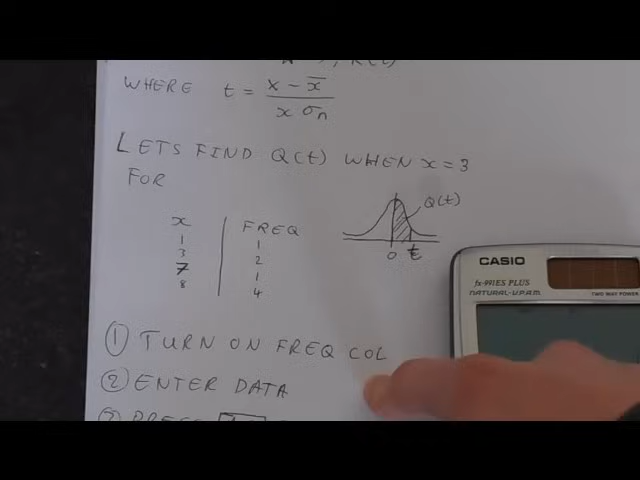 WHERE t = x - x̄ / x σn
LETS FIND Q(t) WHEN x = 3
FOR
x FREQ
1 1
3 2
7 1
8 4
Q(t)
0 t
① TURN ON FREQ COL
② ENTER DATA
CASIO
fx-991ES PLUS
NATURAL-V.P.A.M.
TWO WAY POWER